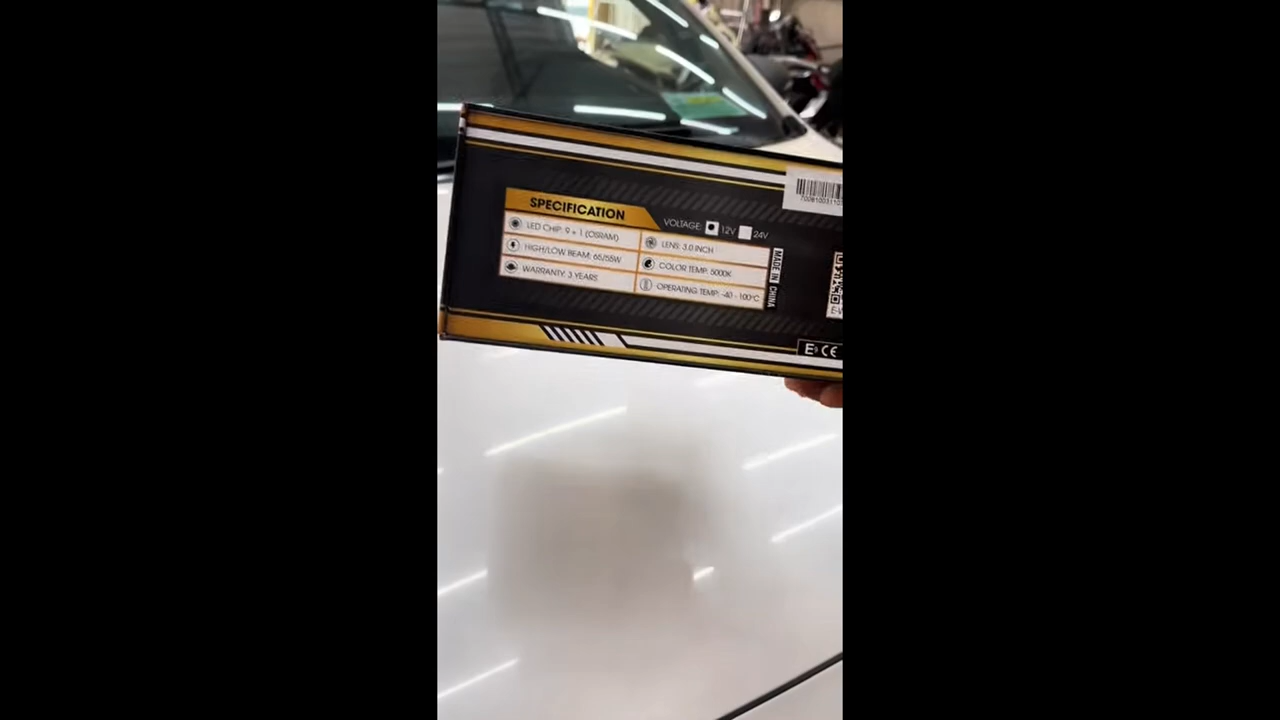 SPECIFICATION
VOLTAGE: 12V 24V
LED CHIP: 9 + 1 (OSRAM)
LENS: 3.0 INCH
HIGH/LOW BEAM: 65/55W
COLOR TEMP: 5000K
WARRANTY: 3 YEARS
OPERATING TEMP: -40 - 100°C
MADE IN CHINA
CE